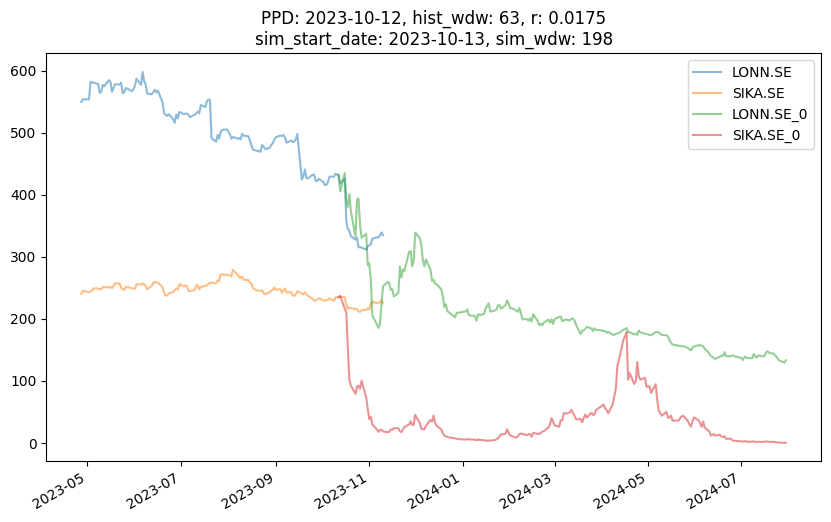 PPD: 2023-10-12, hist_wdw: 63, r: 0.0175
sim_start_date: 2023-10-13, sim_wdw: 198
LONN.SE
SIKA.SE
LONN.SE_0
SIKA.SE_0
600
500
400
300
200
100
0
2023-05
2023-07
2023-09
2023-11
2024-01
2024-03
2024-05
2024-07